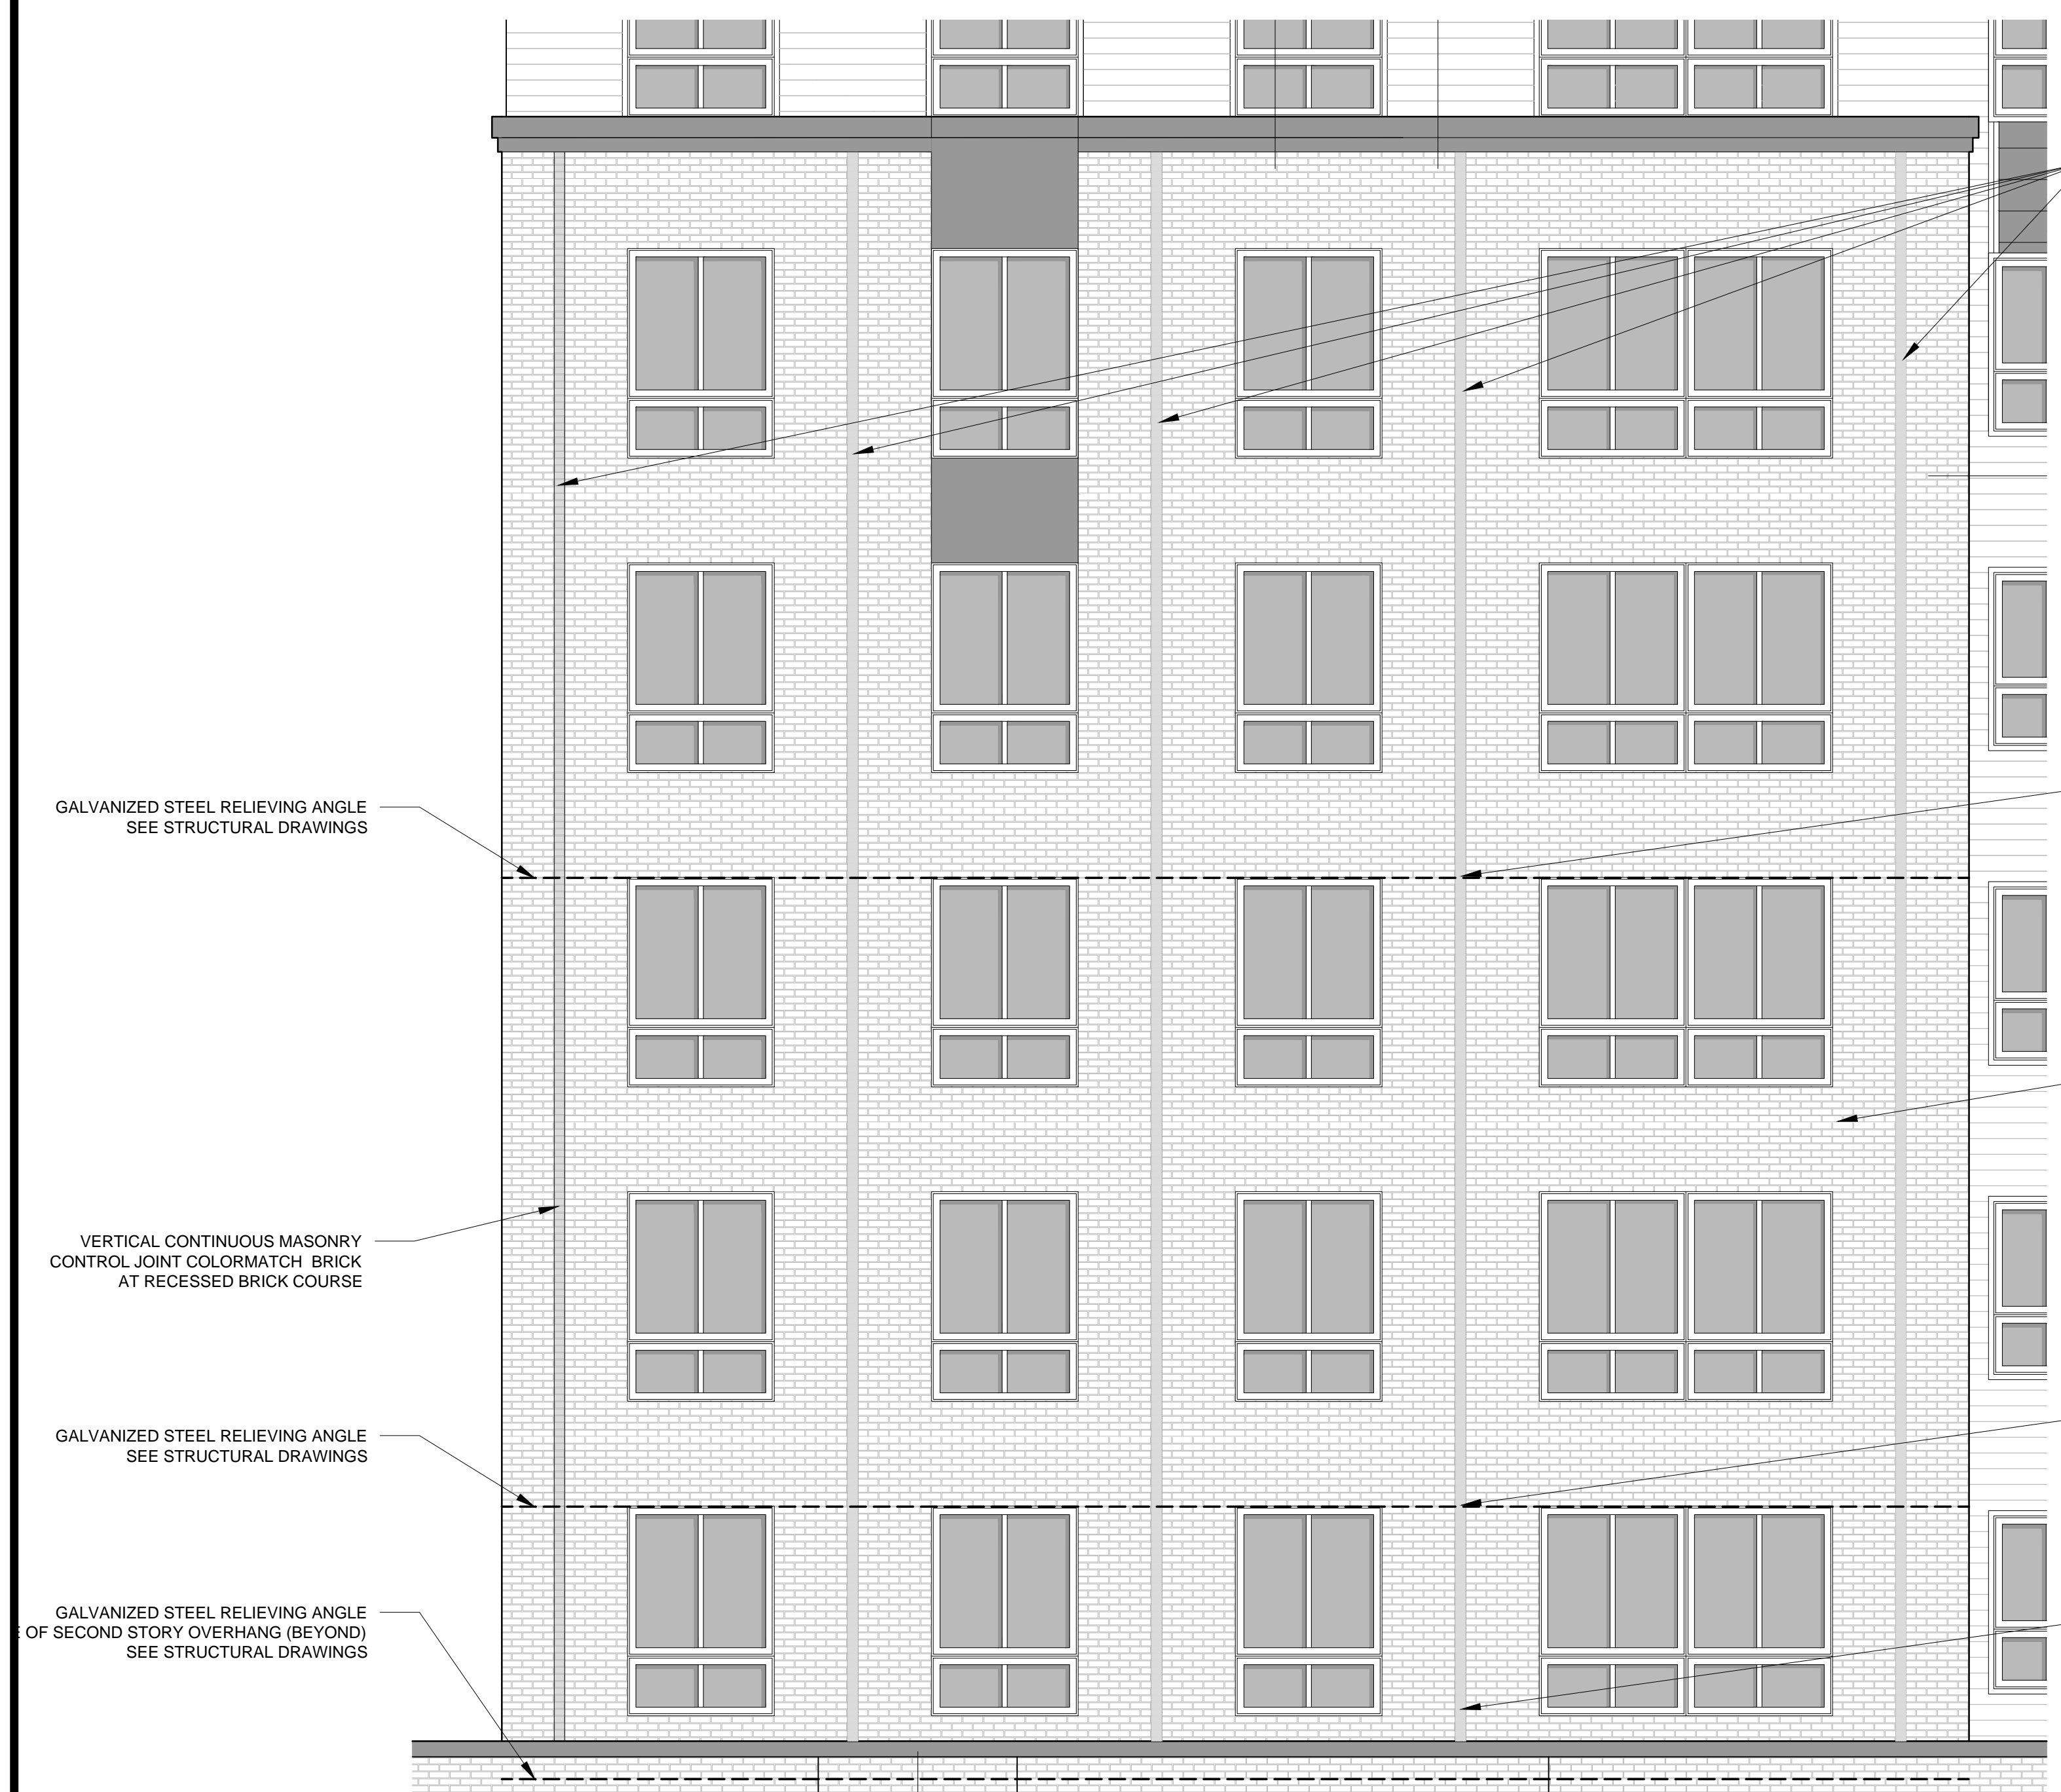 GALVANIZED STEEL RELIEVING ANGLE
SEE STRUCTURAL DRAWINGS
VERTICAL CONTINUOUS MASONRY
CONTROL JOINT COLORMATCH BRICK
AT RECESSED BRICK COURSE
GALVANIZED STEEL RELIEVING ANGLE
SEE STRUCTURAL DRAWINGS
GALVANIZED STEEL RELIEVING ANGLE
OF SECOND STORY OVERHANG (BEYOND)
SEE STRUCTURAL DRAWINGS